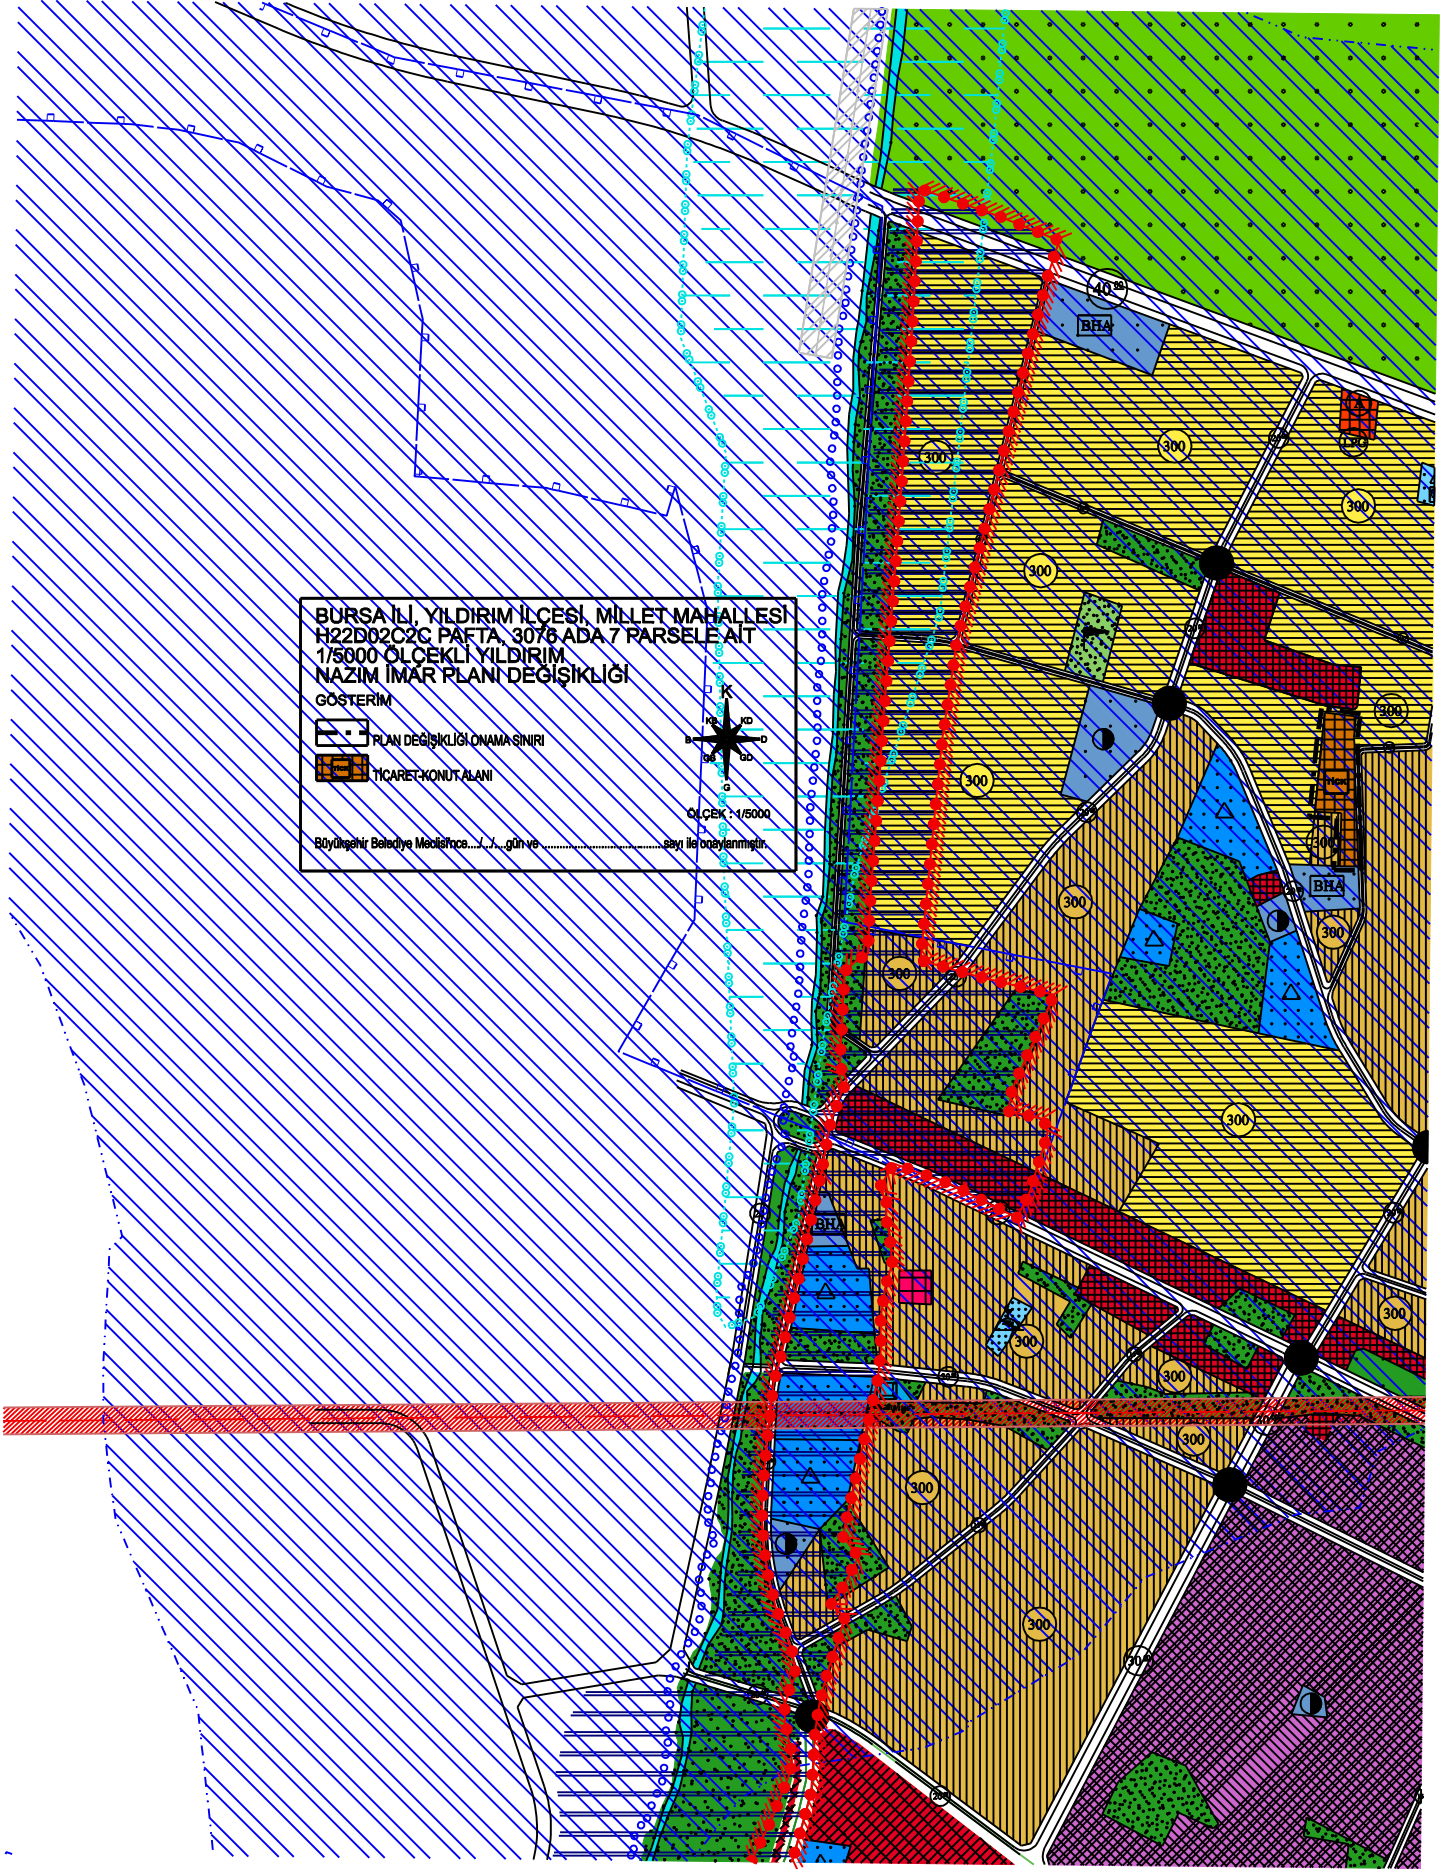 BURSA İLİ, YILDIRIM İLÇESİ, MİLLET MAHALLESİ
H22D02C2C PAFTA, 3076 ADA 7 PARSELE AİT
1/5000 ÖLÇEKLİ YILDIRIM
NAZIM İMAR PLANI DEĞİŞİKLİĞİ
GÖSTERİM
PLAN DEĞİŞİKLİĞİ ONAMA SINIRI
TİCARET-KONUT ALANI
K
KB
KD
B
D
GB
GD
G
ÖLÇEK : 1/5000
Büyükşehir Belediye Meclisi'nce..../..../....gün ve ........................................sayı ile onaylanmıştır.
40
BHA
300
300
LPG
300
300
300
300
300
300
BHA
300
300
300
300
BHA
300
300
300
300
300
300
30
20